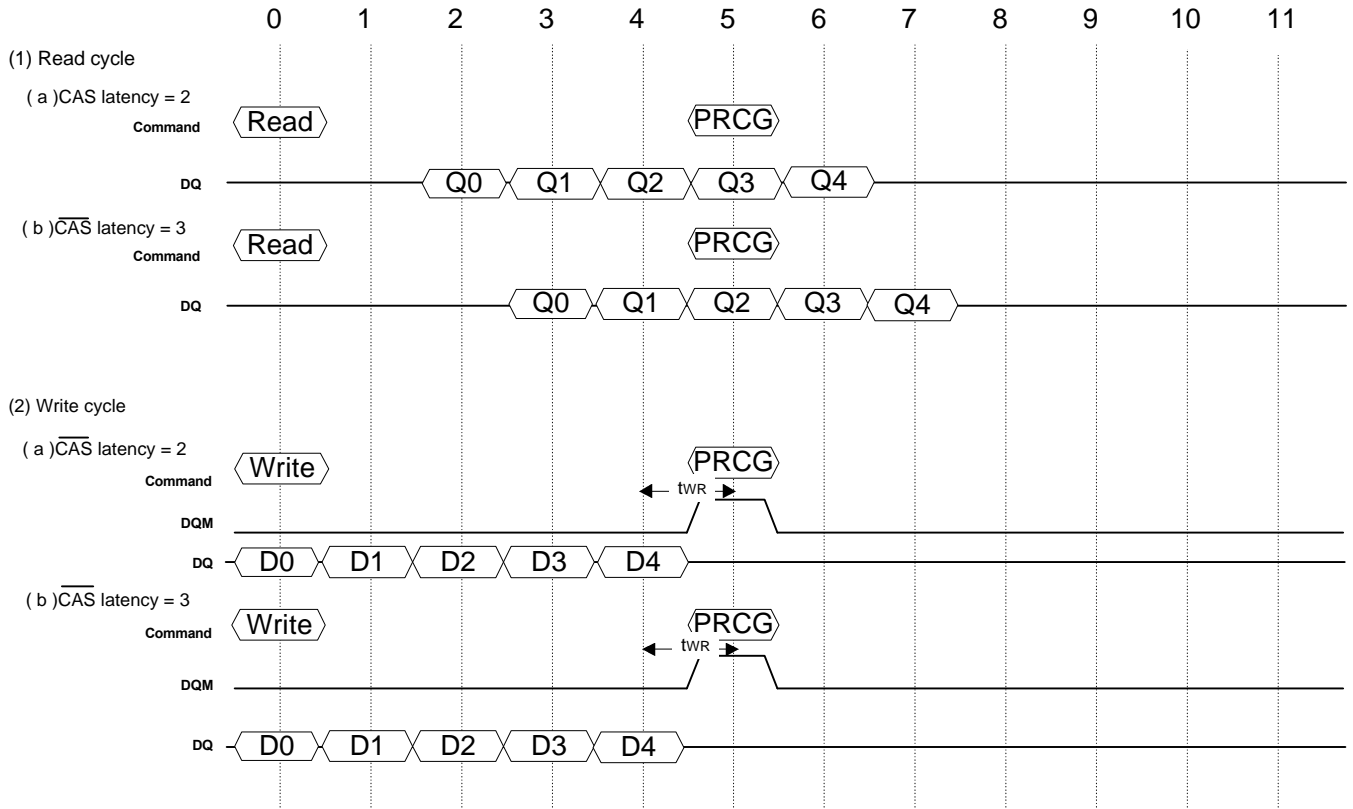 0 1 2 3 4 5 6 7 8 9 10 11
(1) Read cycle
( a )CAS latency = 2
Command Read PRCG
DQ Q0 Q1 Q2 Q3 Q4
( b )CAS latency = 3
Command Read PRCG
DQ Q0 Q1 Q2 Q3 Q4
(2) Write cycle
( a )CAS latency = 2
Command Write PRCG
tWR
DQM
DQ D0 D1 D2 D3 D4
( b )CAS latency = 3
Command Write PRCG
tWR
DQM
DQ D0 D1 D2 D3 D4